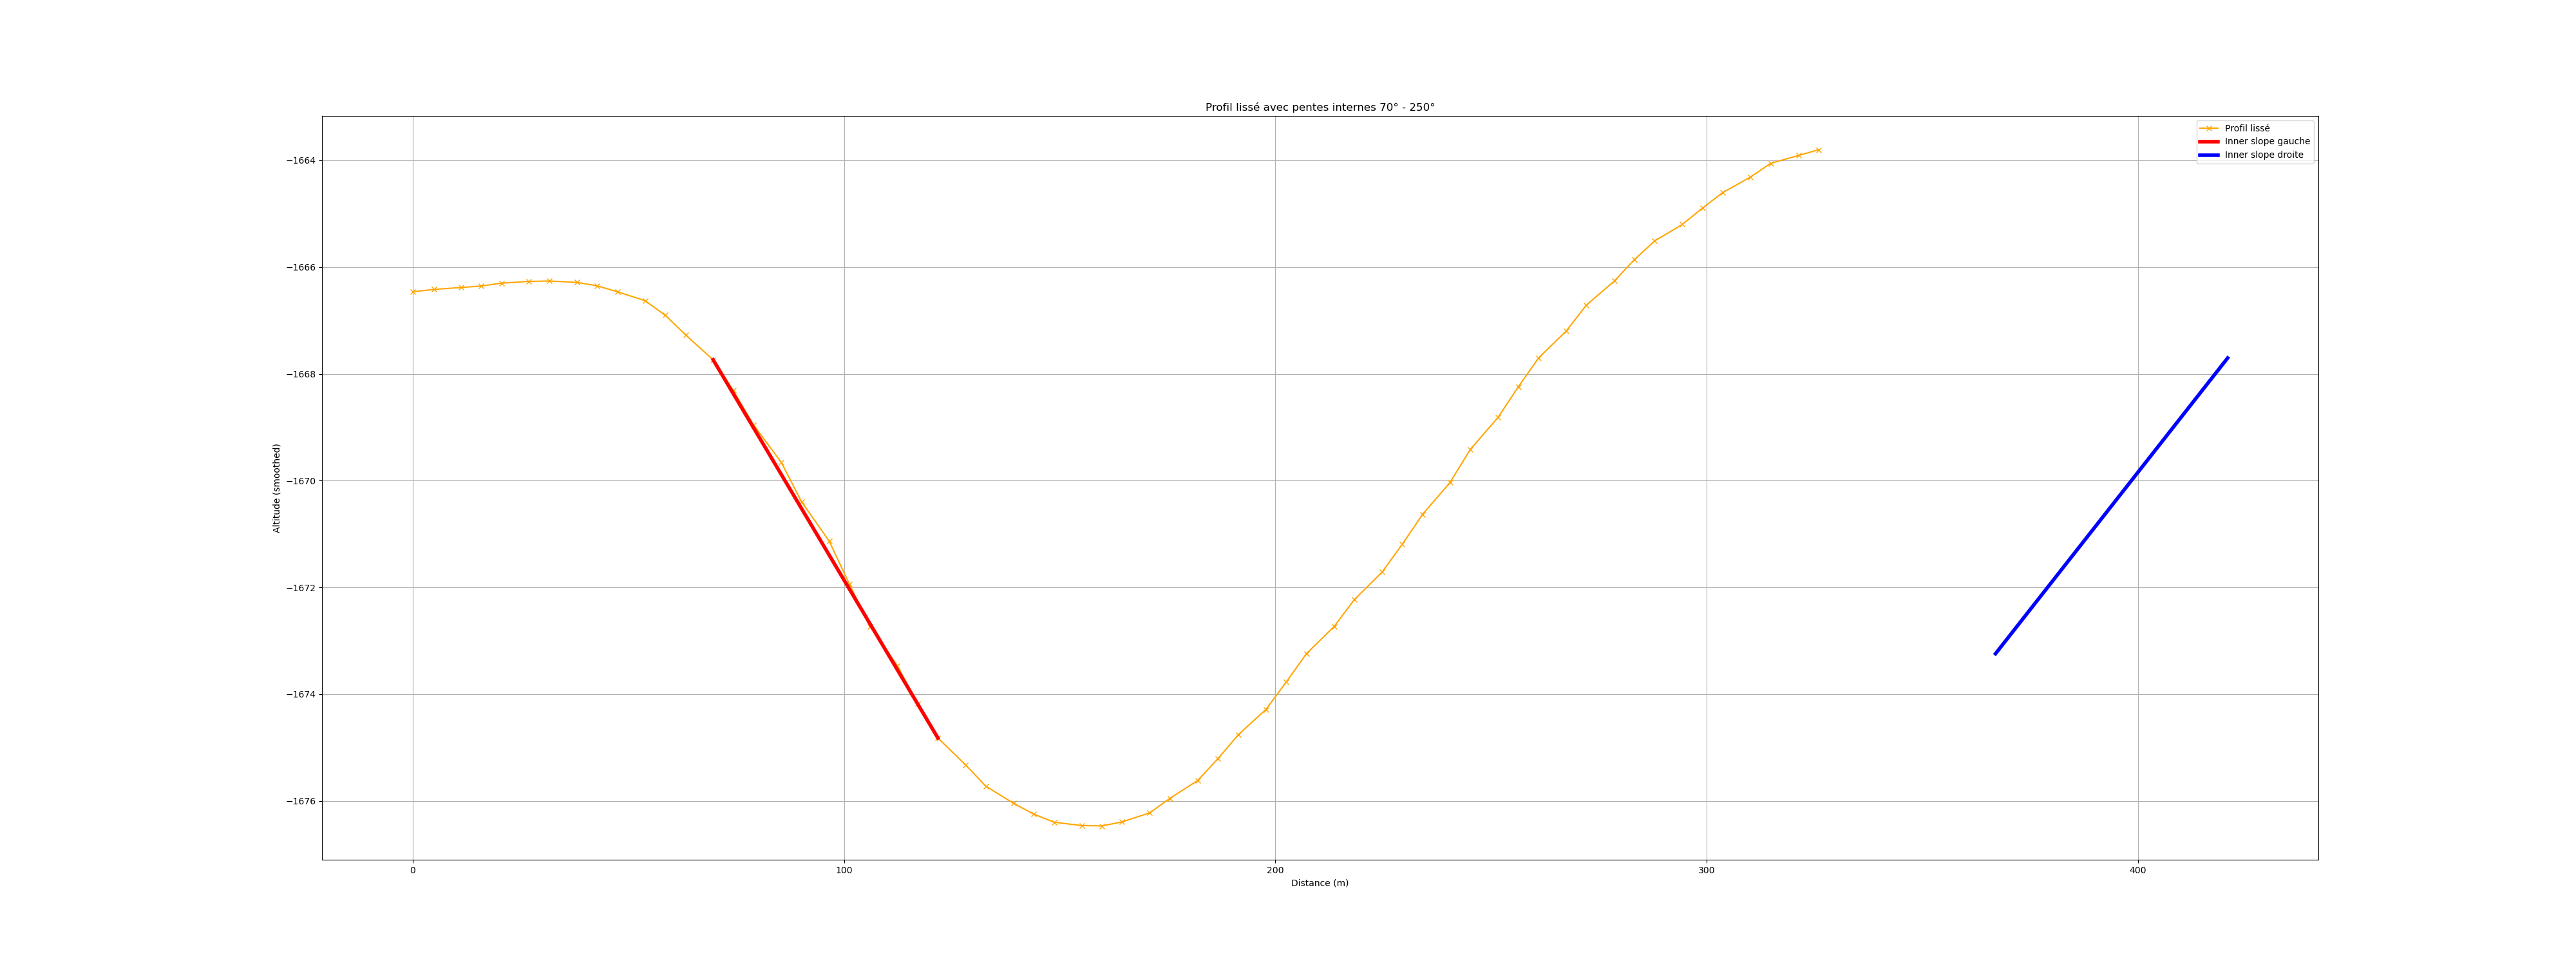 Profil lissé avec pentes internes 70° - 250°
Profil lissé
Inner slope gauche
Inner slope droite
−1664
−1666
−1668
−1670
−1672
−1674
−1676
Altitude (smoothed)
0
100
200
300
400
Distance (m)